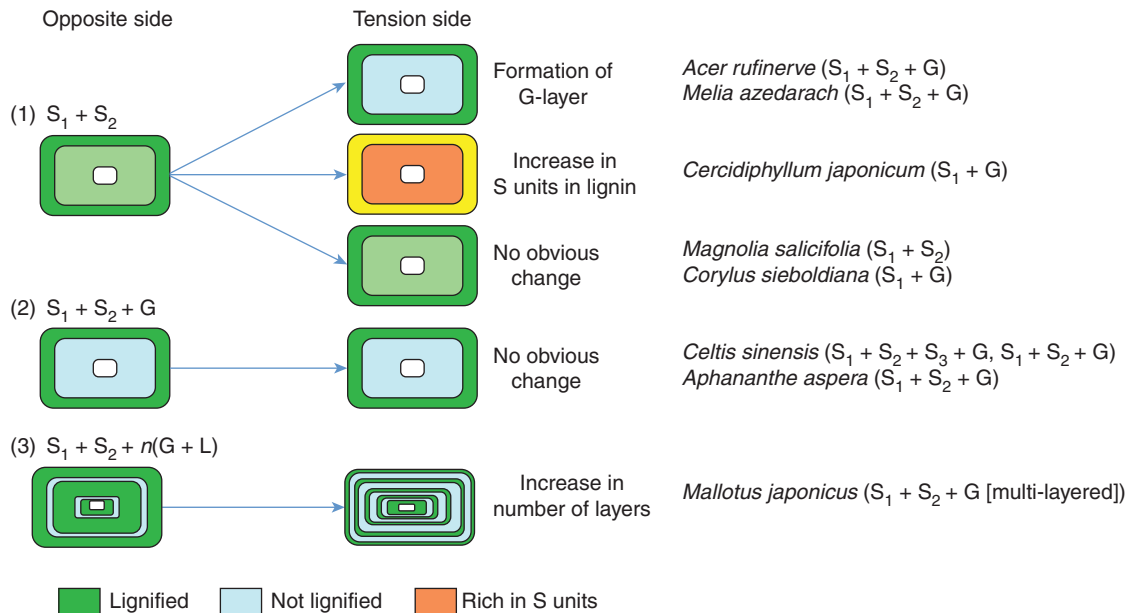 Opposite side
Tension side
(1) S₁ + S₂
Formation of
G-layer
Acer rufinerve (S₁ + S₂ + G)
Melia azedarach (S₁ + S₂ + G)
Increase in
S units in lignin
Cercidiphyllum japonicum (S₁ + G)
No obvious
change
Magnolia salicifolia (S₁ + S₂)
Corylus sieboldiana (S₁ + G)
(2) S₁ + S₂ + G
No obvious
change
Celtis sinensis (S₁ + S₂ + S₃ + G, S₁ + S₂ + G)
Aphananthe aspera (S₁ + S₂ + G)
(3) S₁ + S₂ + n(G + L)
Increase in
number of layers
Mallotus japonicus (S₁ + S₂ + G [multi-layered])
Lignified
Not lignified
Rich in S units